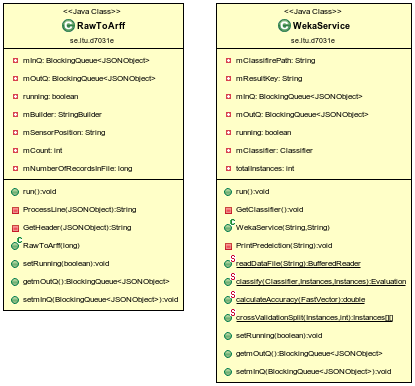 <<Java Class>>
RawToArff
se.ltu.d7031e
mInQ: BlockingQueue<JSONObject>
mOutQ: BlockingQueue<JSONObject>
running: boolean
mBuilder: StringBuilder
mSensorPosition: String
mCount: int
mNumberOfRecordsInFile: long
run():void
ProcessLine(JSONObject):String
GetHeader(JSONObject):String
RawToArff(long)
setRunning(boolean):void
getmOutQ():BlockingQueue<JSONObject>
setmInQ(BlockingQueue<JSONObject>):void
<<Java Class>>
WekaService
se.ltu.d7031e
mClassifirePath: String
mResultKey: String
mInQ: BlockingQueue<JSONObject>
mOutQ: BlockingQueue<JSONObject>
running: boolean
mClassifier: Classifier
totalInstances: int
run():void
GetClassifier():void
WekaService(String,String)
PrintPredeiction(String):void
readDataFile(String):BufferedReader
classify(Classifier,Instances,Instances):Evaluation
calculateAccuracy(FastVector):double
crossValidationSplit(Instances,int):Instances[][]
setRunning(boolean):void
getmOutQ():BlockingQueue<JSONObject>
setmInQ(BlockingQueue<JSONObject>):void